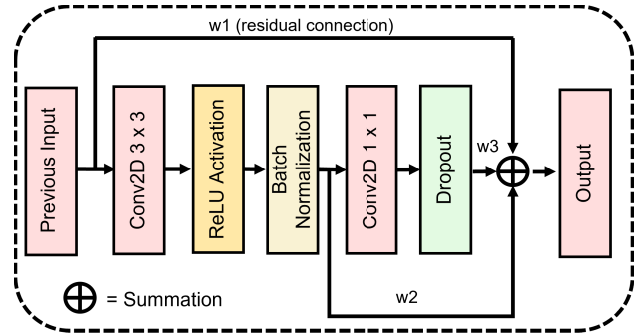 w1 (residual connection)
Previous Input
Conv2D 3 x 3
ReLU Activation
Batch
Normalization
Conv2D 1 x 1
Dropout
w3
Output
w2
= Summation